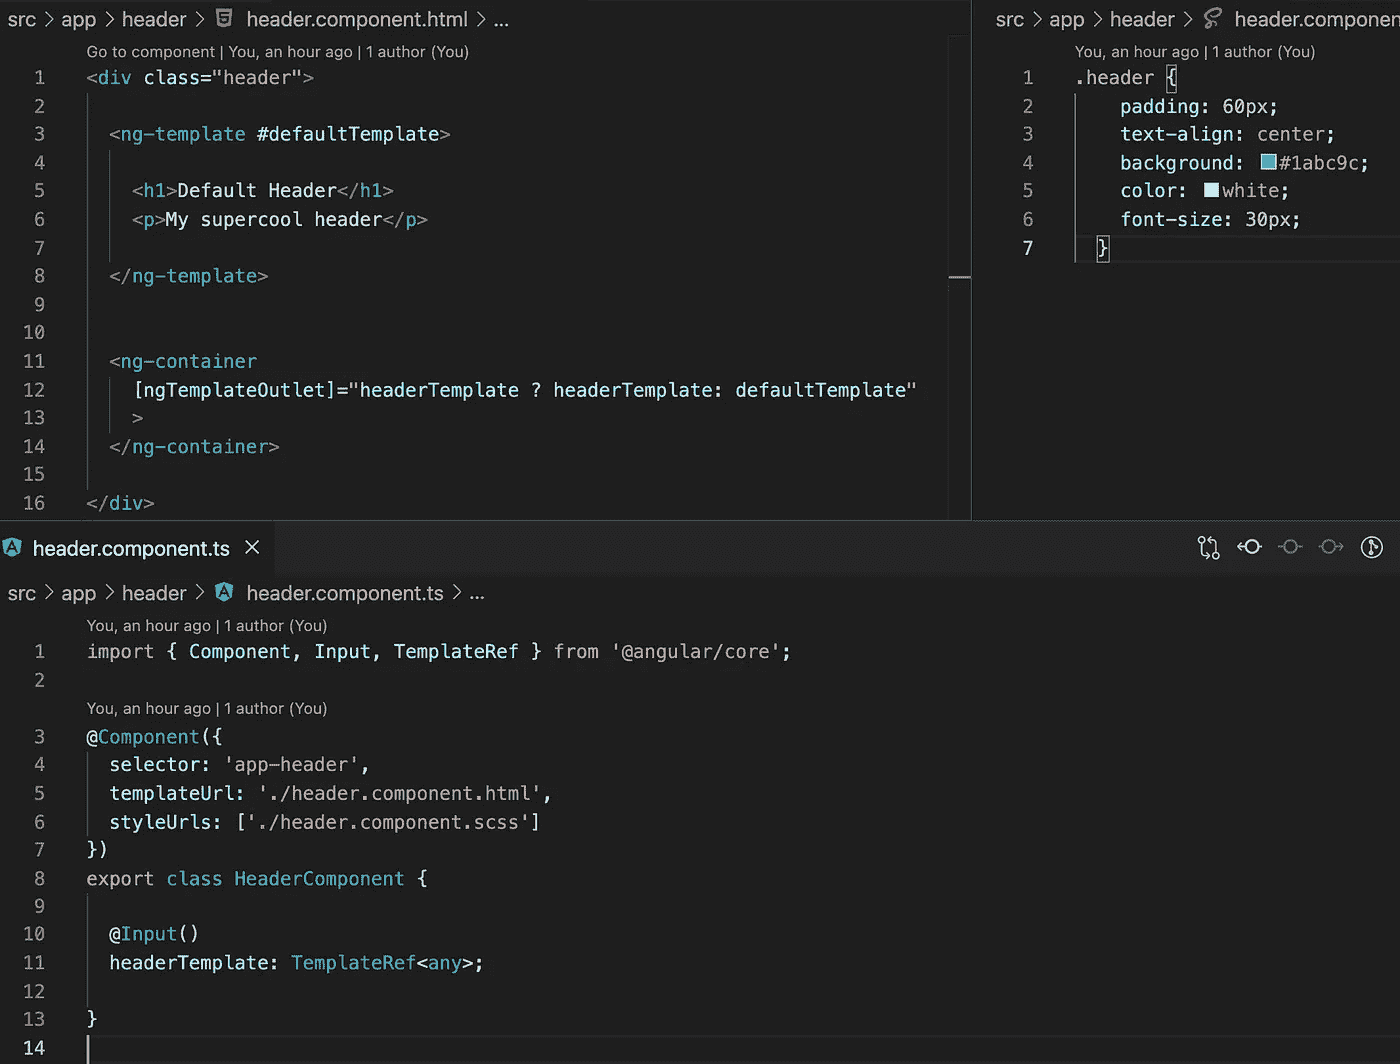 src > app > header > header.component.html > ...
Go to component | You, an hour ago | 1 author (You)
1 <div class="header">
2
3 <ng-template #defaultTemplate>
4
5 <h1>Default Header</h1>
6 <p>My supercool header</p>
7
8 </ng-template>
9
10
11 <ng-container
12 [ngTemplateOutlet]="headerTemplate ? headerTemplate: defaultTemplate"
13 >
14 </ng-container>
15
16 </div>
src > app > header > header.componen
You, an hour ago | 1 author (You)
1 .header {
2 padding: 60px;
3 text-align: center;
4 background: #1abc9c;
5 color: white;
6 font-size: 30px;
7 }
header.component.ts
src > app > header > header.component.ts > ...
You, an hour ago | 1 author (You)
1 import { Component, Input, TemplateRef } from '@angular/core';
2
You, an hour ago | 1 author (You)
3 @Component({
4 selector: 'app-header',
5 templateUrl: './header.component.html',
6 styleUrls: ['./header.component.scss']
7 })
8 export class HeaderComponent {
9
10 @Input()
11 headerTemplate: TemplateRef<any>;
12
13 }
14